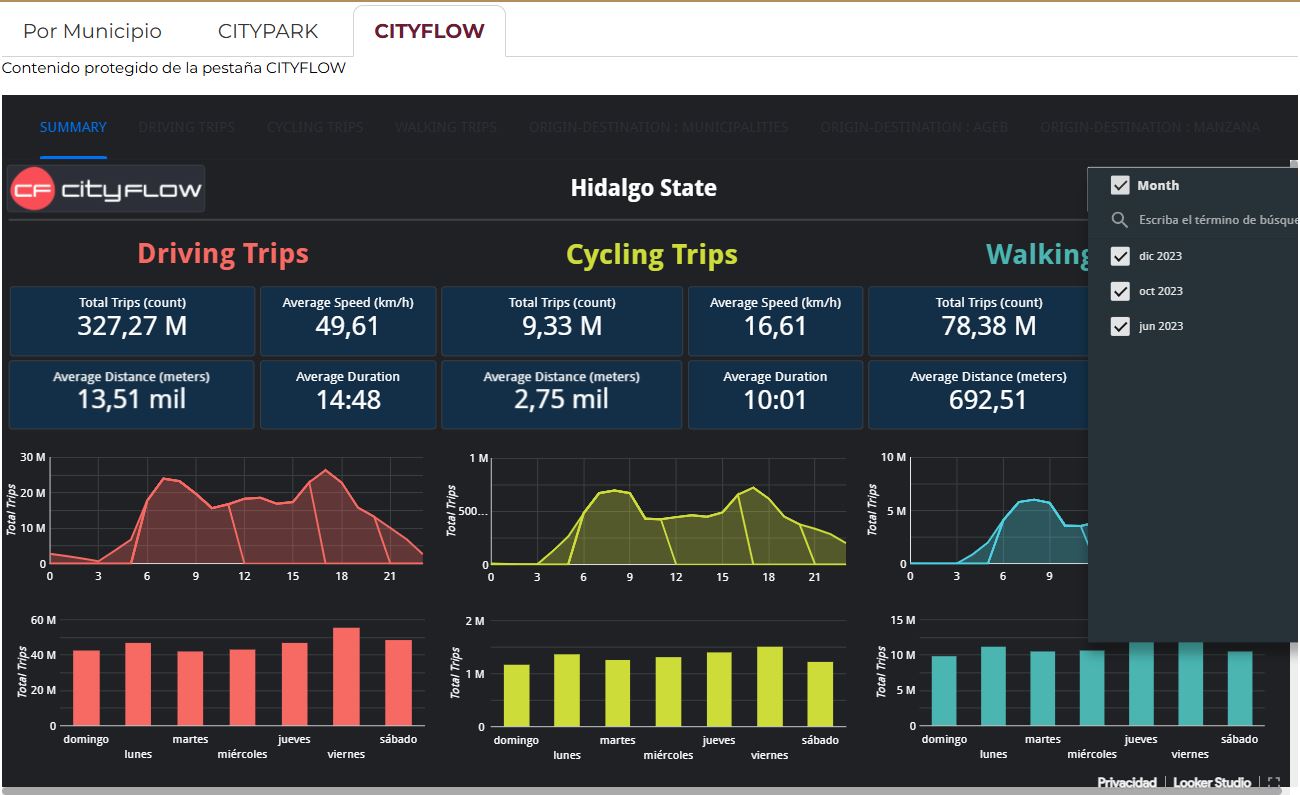 Por Municipio CITYPARK CITYFLOW
Contenido protegido de la pestaña CITYFLOW
SUMMARY DRIVING TRIPS CYCLING TRIPS WALKING TRIPS ORIGIN-DESTINATION : MUNICIPALITIES ORIGIN-DESTINATION : AGEB ORIGIN-DESTINATION : MANZANA
CF CITYFLOW
Hidalgo State
Month
Escriba el término de búsque
dic 2023
oct 2023
jun 2023
Driving Trips
Total Trips (count) Average Speed (km/h)
327,27 M 49,61
Average Distance (meters) Average Duration
13,51 mil 14:48
Cycling Trips
Total Trips (count) Average Speed (km/h)
9,33 M 16,61
Average Distance (meters) Average Duration
2,75 mil 10:01
Walking
Total Trips (count)
78,38 M
Average Distance (meters)
692,51
Total Trips
30 M
20 M
10 M
0
0 3 6 9 12 15 18 21
Total Trips
1 M
500...
0
0 3 6 9 12 15 18 21
Total Trips
10 M
5 M
0
0 3 6 9
Total Trips
60 M
40 M
20 M
0
domingo lunes martes miércoles jueves viernes sábado
Total Trips
2 M
1 M
0
domingo lunes martes miércoles jueves viernes sábado
Total Trips
15 M
10 M
5 M
0
domingo lunes martes miércoles jueves viernes sábado
Privacidad Looker Studio